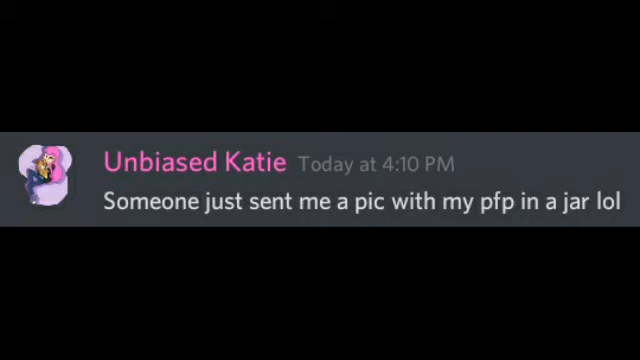 Unbiased Katie Today at 4:10 PM
Someone just sent me a pic with my pfp in a jar lol